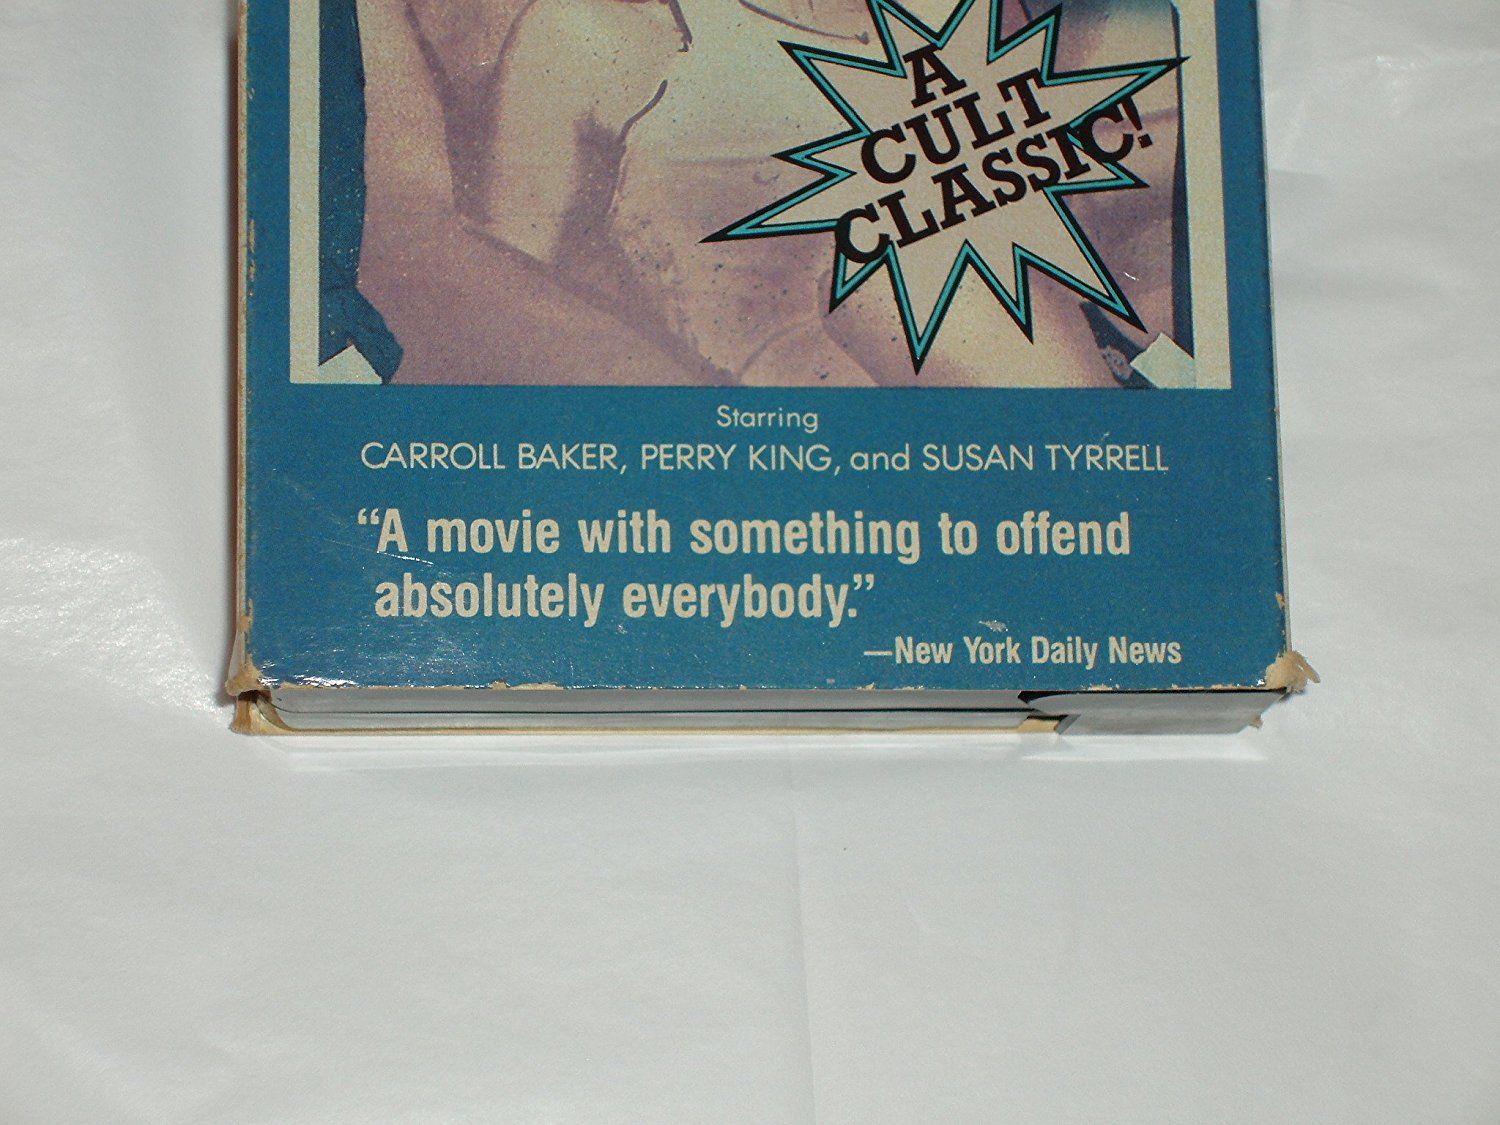 A
CULT
CLASSIC!
Starring
CARROLL BAKER, PERRY KING, and SUSAN TYRRELL
“A movie with something to offend
absolutely everybody.”
—New York Daily News